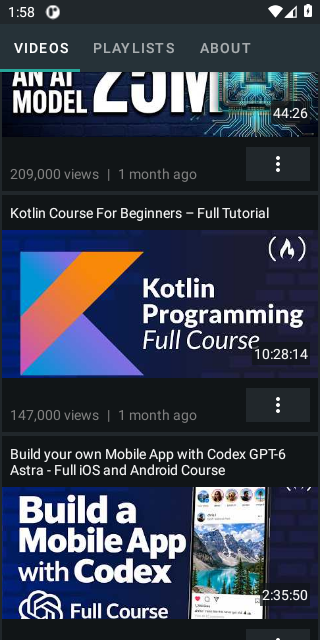 1:58
VIDEOS PLAYLISTS ABOUT
AN AI
MODEL 25M
44:26
209,000 views | 1 month ago
Kotlin Course For Beginners – Full Tutorial
Kotlin
Programming
Full Course
10:28:14
147,000 views | 1 month ago
Build your own Mobile App with Codex GPT-6
Astra - Full iOS and Android Course
Build a
Mobile App
with Codex
Full Course
2:35:50